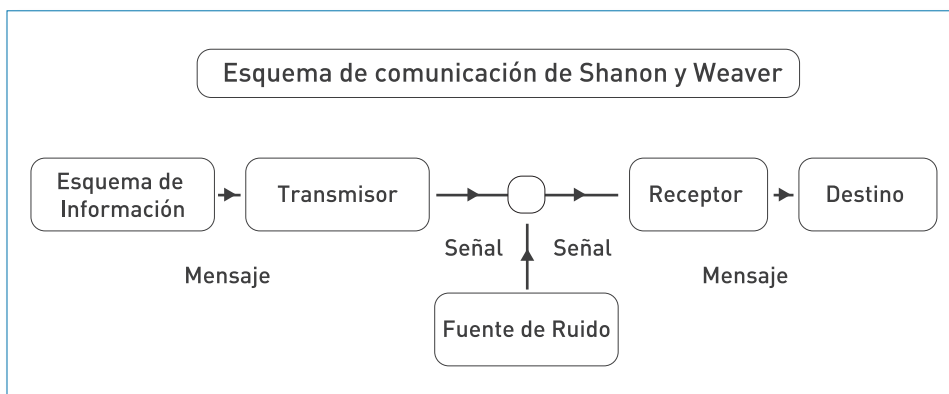 Esquema de comunicación de Shanon y Weaver
Esquema de
Información
Transmisor
Receptor
Destino
Señal
Señal
Mensaje
Mensaje
Fuente de Ruido